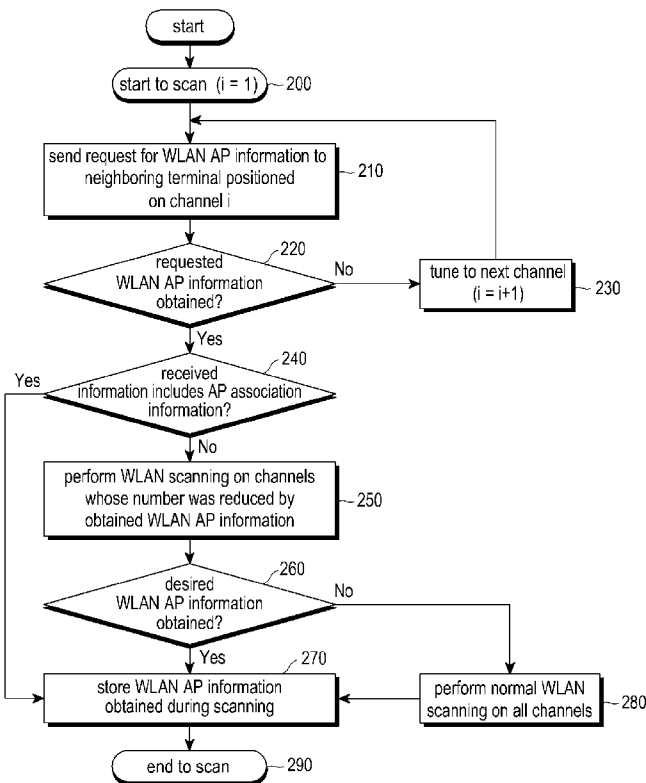 start
start to scan (i = 1)
200
send request for WLAN AP information to
neighboring terminal positioned
on channel i
210
requested
WLAN AP information
obtained?
220
No
tune to next channel
(i = i+1)
230
Yes
received
information includes AP association
information?
240
Yes
No
perform WLAN scanning on channels
whose number was reduced by
obtained WLAN AP information
250
desired
WLAN AP information
obtained?
260
No
Yes
store WLAN AP information
obtained during scanning
270
perform normal WLAN
scanning on all channels
280
end to scan
290